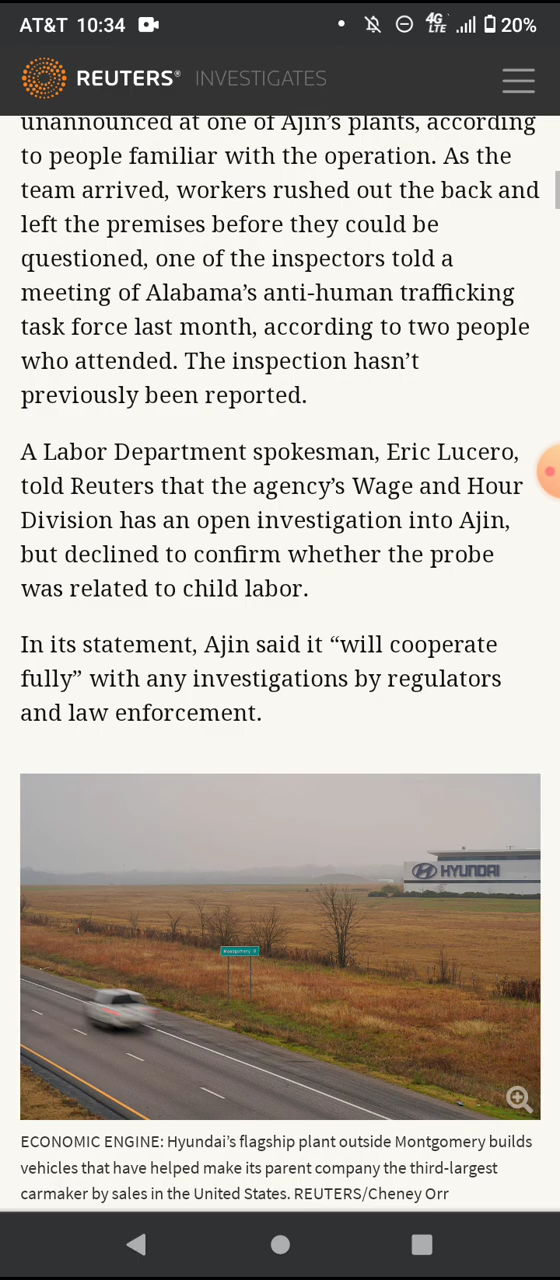 AT&T 10:34 4G LTE 20%
REUTERS® INVESTIGATES
unannounced at one of Ajin’s plants, according
to people familiar with the operation. As the
team arrived, workers rushed out the back and
left the premises before they could be
questioned, one of the inspectors told a
meeting of Alabama’s anti-human trafficking
task force last month, according to two people
who attended. The inspection hasn’t
previously been reported.
A Labor Department spokesman, Eric Lucero,
told Reuters that the agency’s Wage and Hour
Division has an open investigation into Ajin,
but declined to confirm whether the probe
was related to child labor.
In its statement, Ajin said it “will cooperate
fully” with any investigations by regulators
and law enforcement.
HYUNDAI
Montgomery
ECONOMIC ENGINE: Hyundai’s flagship plant outside Montgomery builds
vehicles that have helped make its parent company the third-largest
carmaker by sales in the United States. REUTERS/Cheney Orr